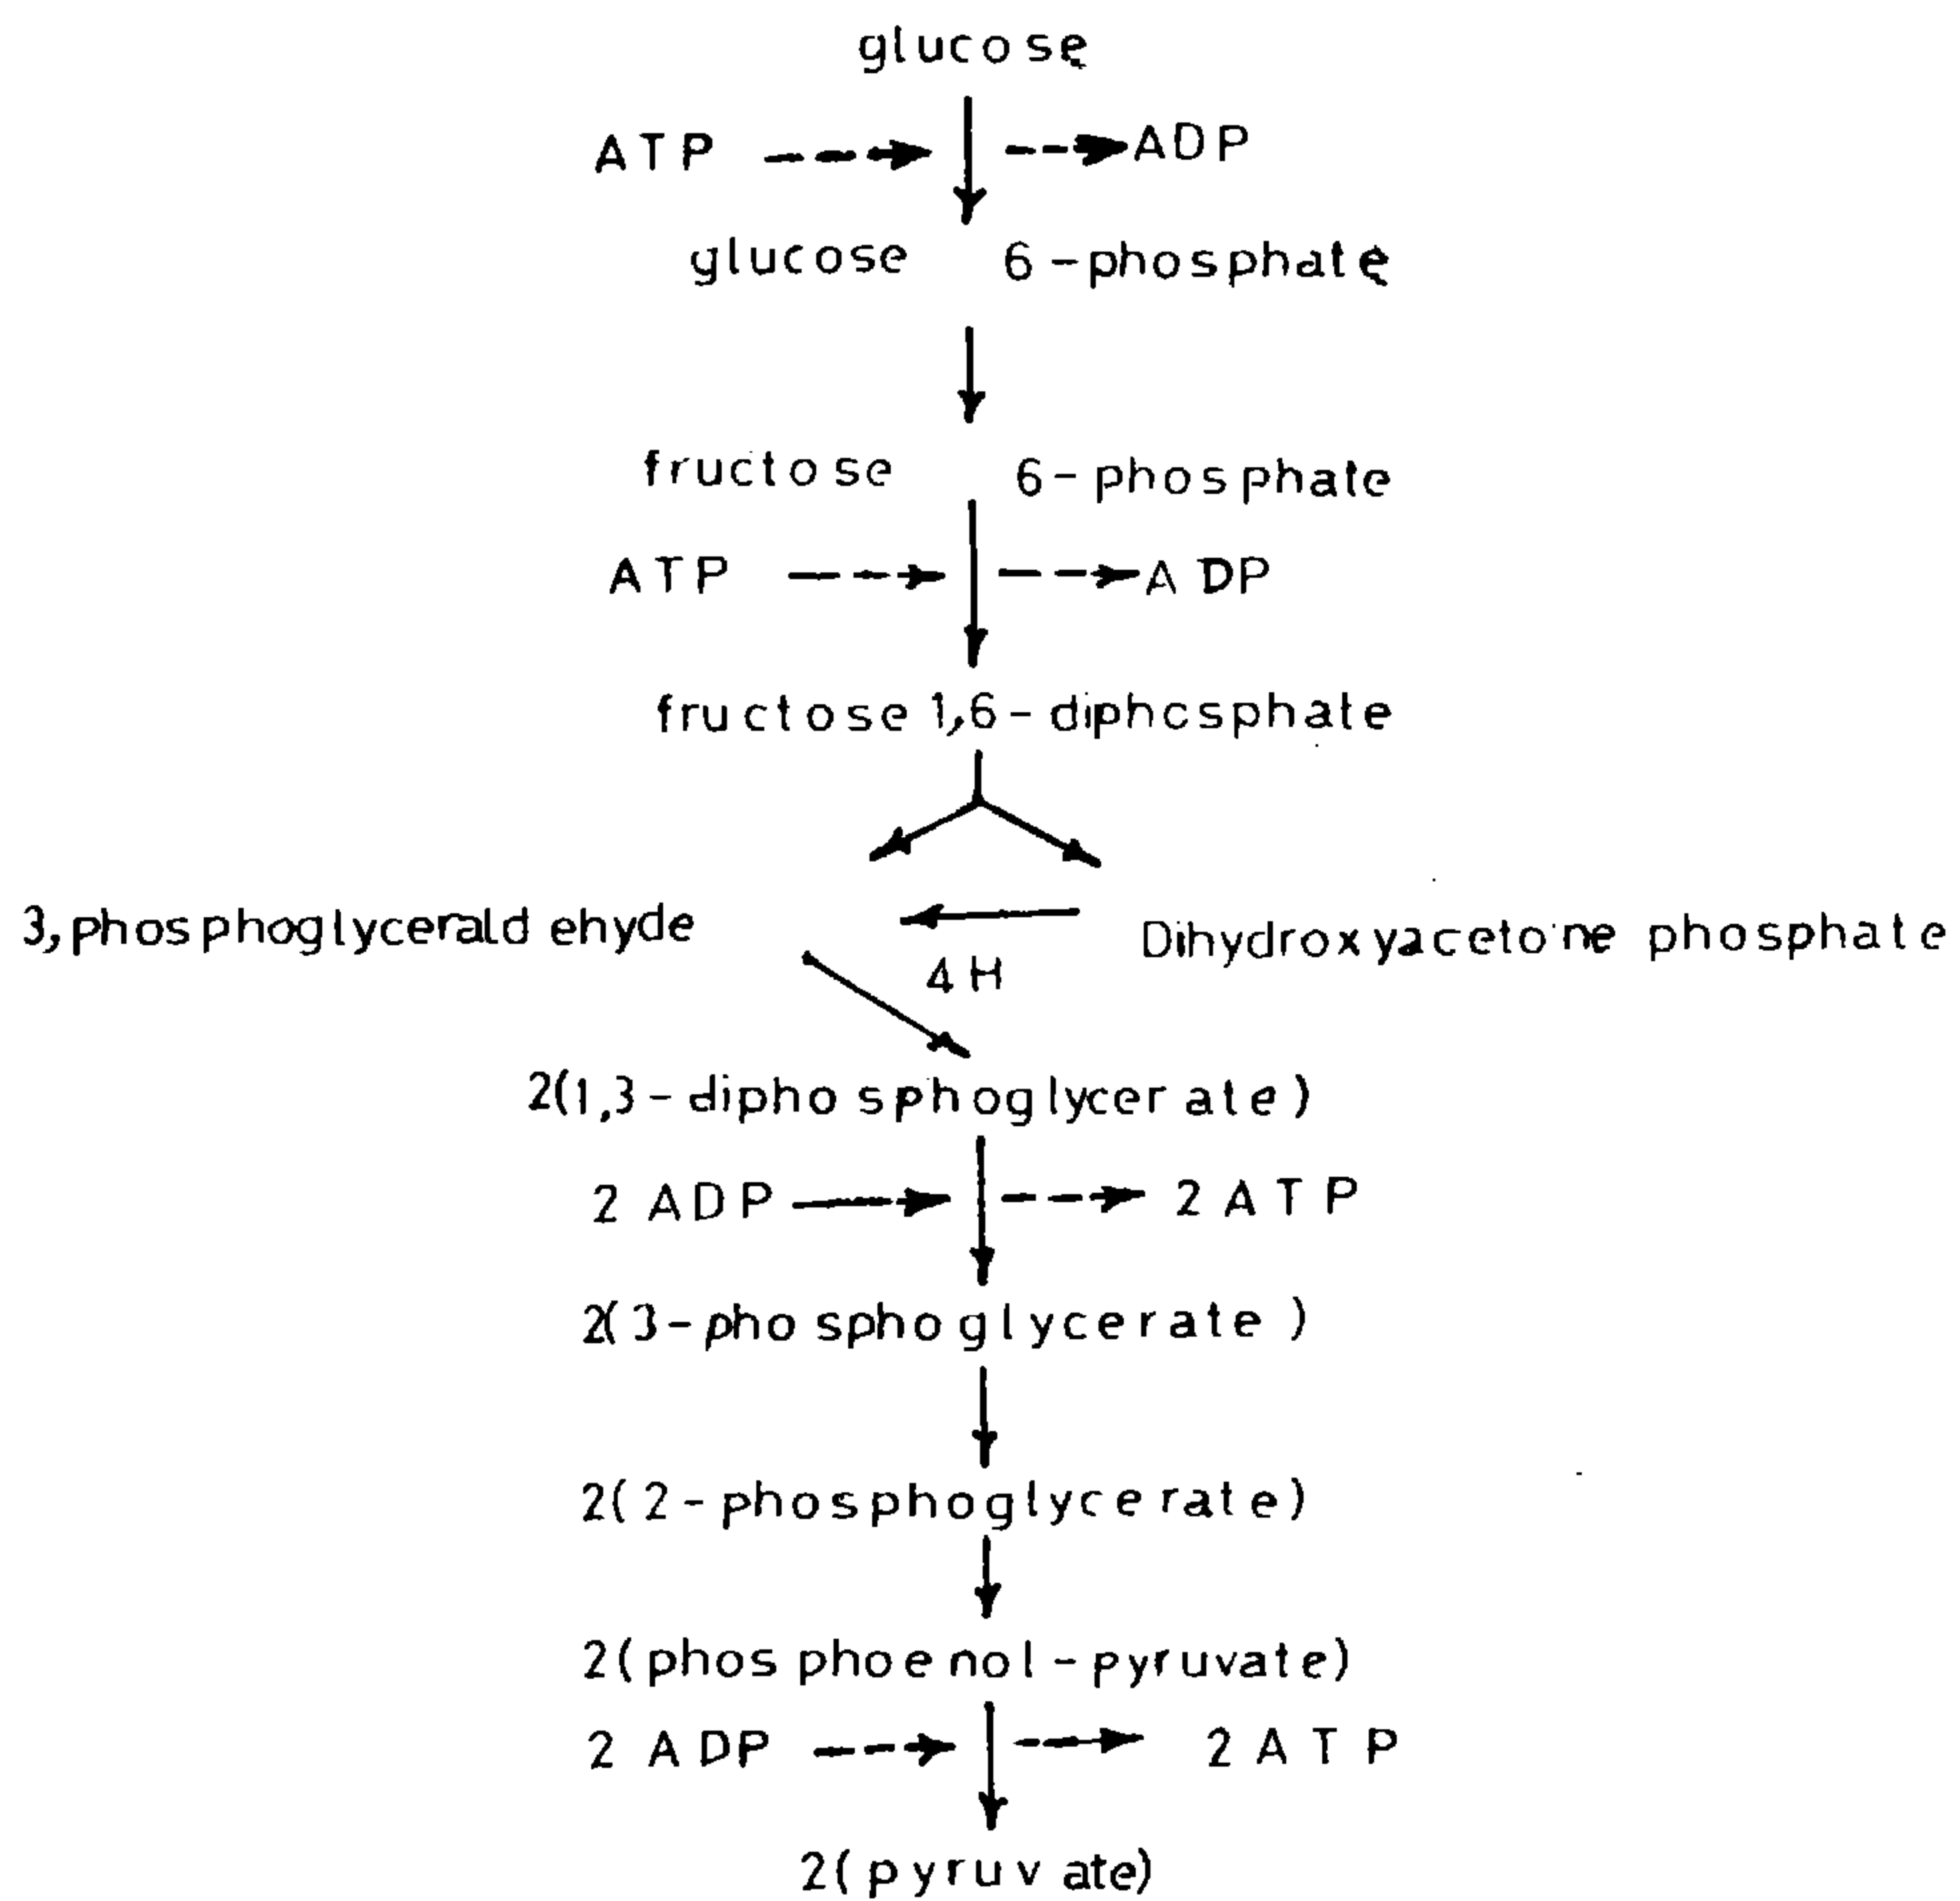 glucose
ATP ADP
glucose 6-phosphate
fructose 6-phosphate
ATP ADP
fructose 1,6-diphosphate
3,phosphoglyceraldehyde Dihydroxyacetone phosphate
4H
2(1,3-diphosphoglycerate)
2 ADP 2 ATP
2(3-phosphoglycerate)
2(2-phosphoglycerate)
2(phosphoenol-pyruvate)
2 ADP 2 ATP
2(pyruvate)